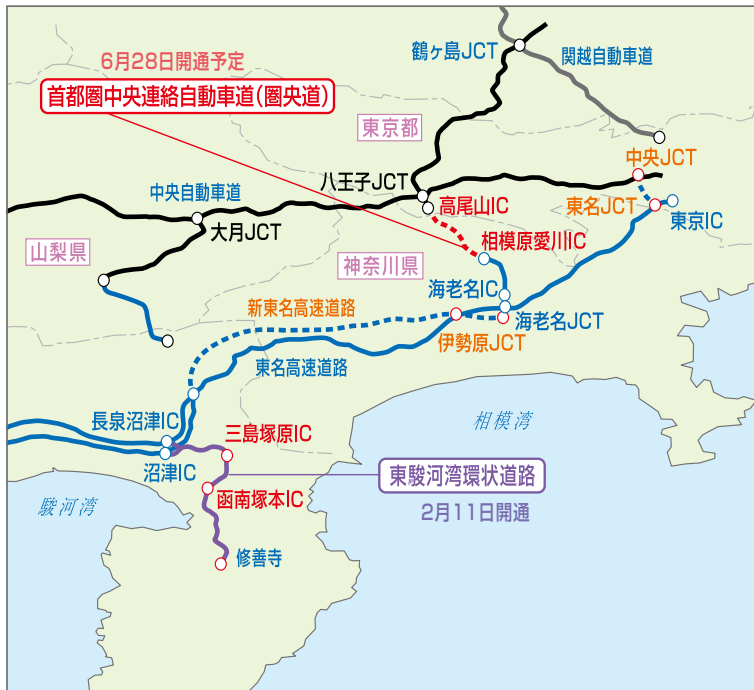 鶴ヶ島JCT
関越自動車道
6月28日開通予定
首都圏中央連絡自動車道(圏央道)
東京都
中央JCT
八王子JCT
中央自動車道
高尾山IC
東名JCT
東京IC
大月JCT
相模原愛川IC
山梨県
神奈川県
海老名IC
新東名高速道路
海老名JCT
伊勢原JCT
東名高速道路
長泉沼津IC
相模湾
三島塚原IC
沼津IC
東駿河湾環状道路
函南塚本IC
駿河湾
2月11日開通
修善寺